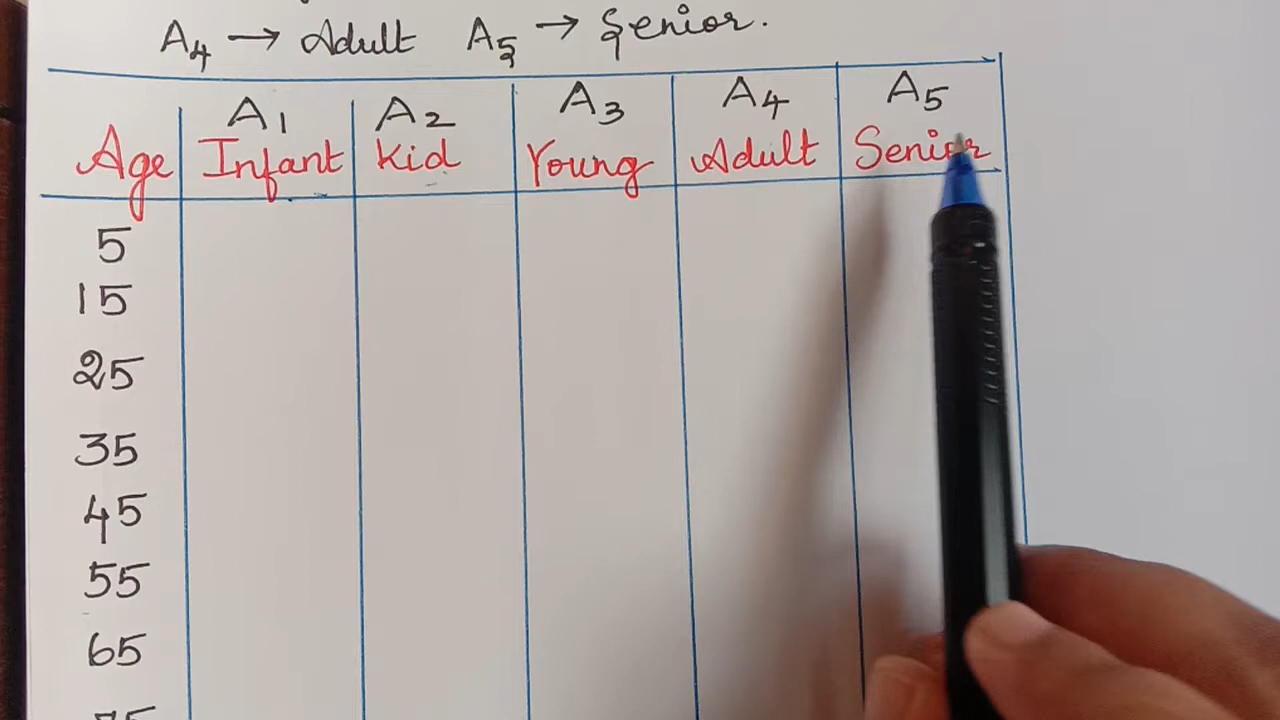 A4 → Adult A5 → Senior.
A1 A2 A3 A4 A5
Age Infant Kid Young Adult Senior
5
15
25
35
45
55
65
75